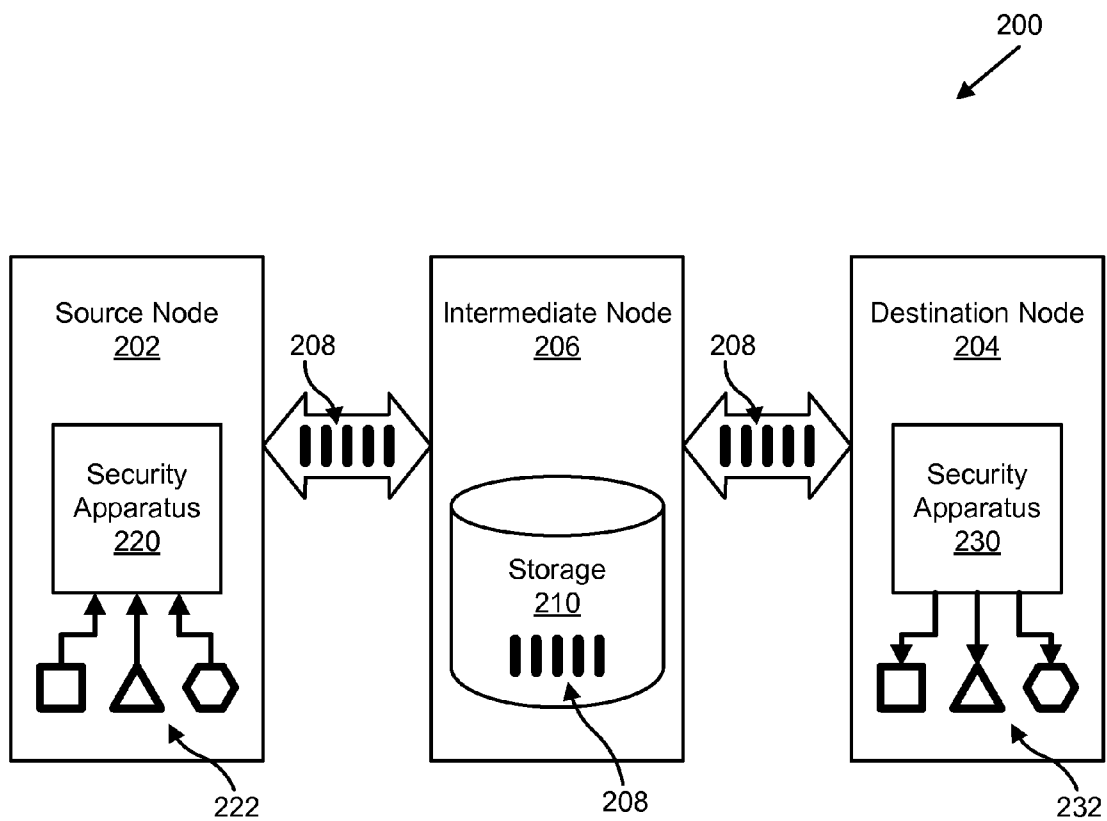 200
Source Node
202
Intermediate Node
206
Destination Node
204
208
208
Security
Apparatus
220
Storage
210
Security
Apparatus
230
222
208
232